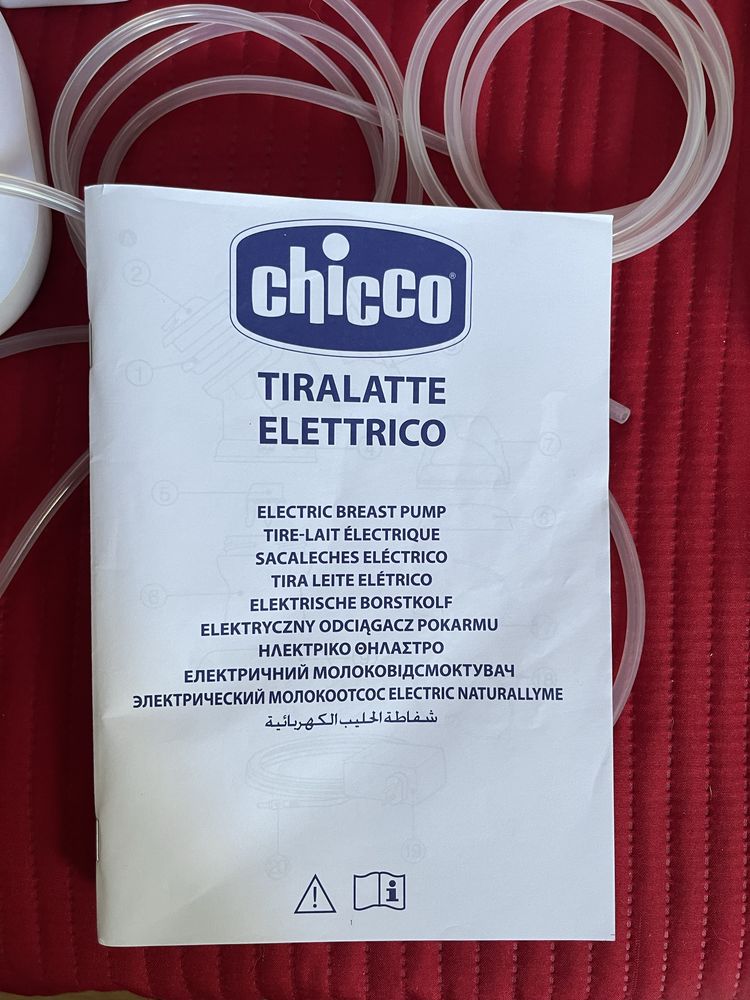 chicco®
TIRALATTE
ELETTRICO
ELECTRIC BREAST PUMP
TIRE-LAIT ÉLECTRIQUE
SACALECHES ELÉCTRICO
TIRA LEITE ELÉTRICO
ELEKTRISCHE BORSTKOLF
ELEKTRYCZNY ODCIĄGACZ POKARMU
ΗΛΕΚΤΡΙΚΟ ΘΗΛΑΣΤΡΟ
ЕЛЕКТРИЧНИЙ МОЛОКОВІДСМОКТУВАЧ
ЭЛЕКТРИЧЕСКИЙ МОЛОКООТСОС ELECTRIC NATURALLYME
شفاطة الحليب الكهربائية
1